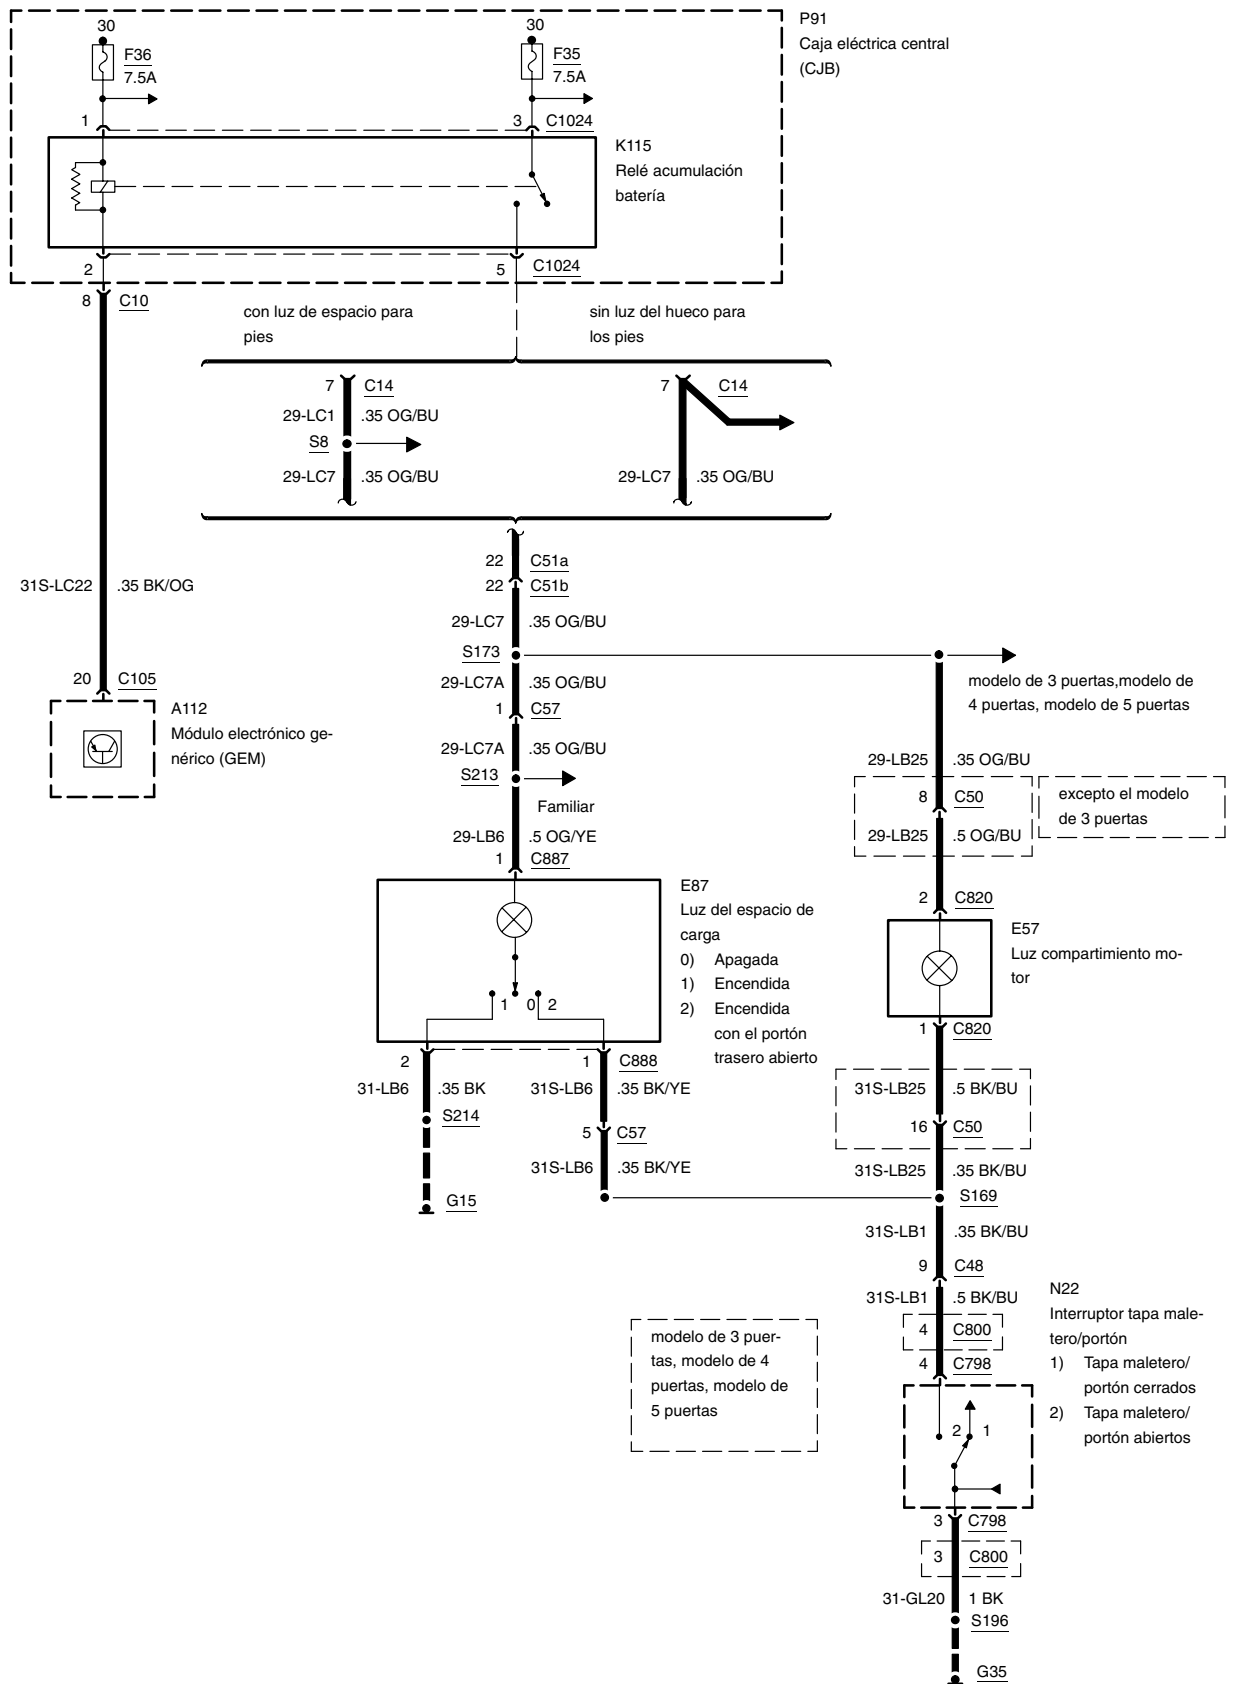 P91
Caja eléctrica central
(CJB)
30
F36
7.5A
30
F35
7.5A
1
3
C1024
K115
Relé acumulación
batería
2
5
C1024
8
C10
con luz de espacio para
pies
sin luz del hueco para
los pies
7
C14
29-LC1
.35 OG/BU
S8
29-LC7
.35 OG/BU
7
C14
29-LC7
.35 OG/BU
22
C51a
22
C51b
31S-LC22
.35 BK/OG
29-LC7
.35 OG/BU
S173
20
C105
29-LC7A
.35 OG/BU
modelo de 3 puertas,modelo de
4 puertas, modelo de 5 puertas
A112
Módulo electrónico ge-
nérico (GEM)
1
C57
29-LC7A
.35 OG/BU
S213
Familiar
29-LB25
.35 OG/BU
8
C50
excepto el modelo
de 3 puertas
29-LB6
.5 OG/YE
29-LB25
.5 OG/BU
1
C887
2
C820
E87
Luz del espacio de
carga
0) Apagada
1) Encendida
2) Encendida
con el portón
trasero abierto
1
0
2
E57
Luz compartimiento mo-
tor
1
C820
2
1
C888
31-LB6
.35 BK
31S-LB6
.35 BK/YE
31S-LB25
.5 BK/BU
S214
5
C57
16
C50
31S-LB6
.35 BK/YE
31S-LB25
.35 BK/BU
G15
S169
31S-LB1
.35 BK/BU
9
C48
31S-LB1
.5 BK/BU
N22
Interruptor tapa male-
tero/portón
1) Tapa maletero/
portón cerrados
2) Tapa maletero/
portón abiertos
4
C800
4
C798
modelo de 3 puer-
tas, modelo de 4
puertas, modelo de
5 puertas
2
1
3
C798
3
C800
31-GL20
1 BK
S196
G35